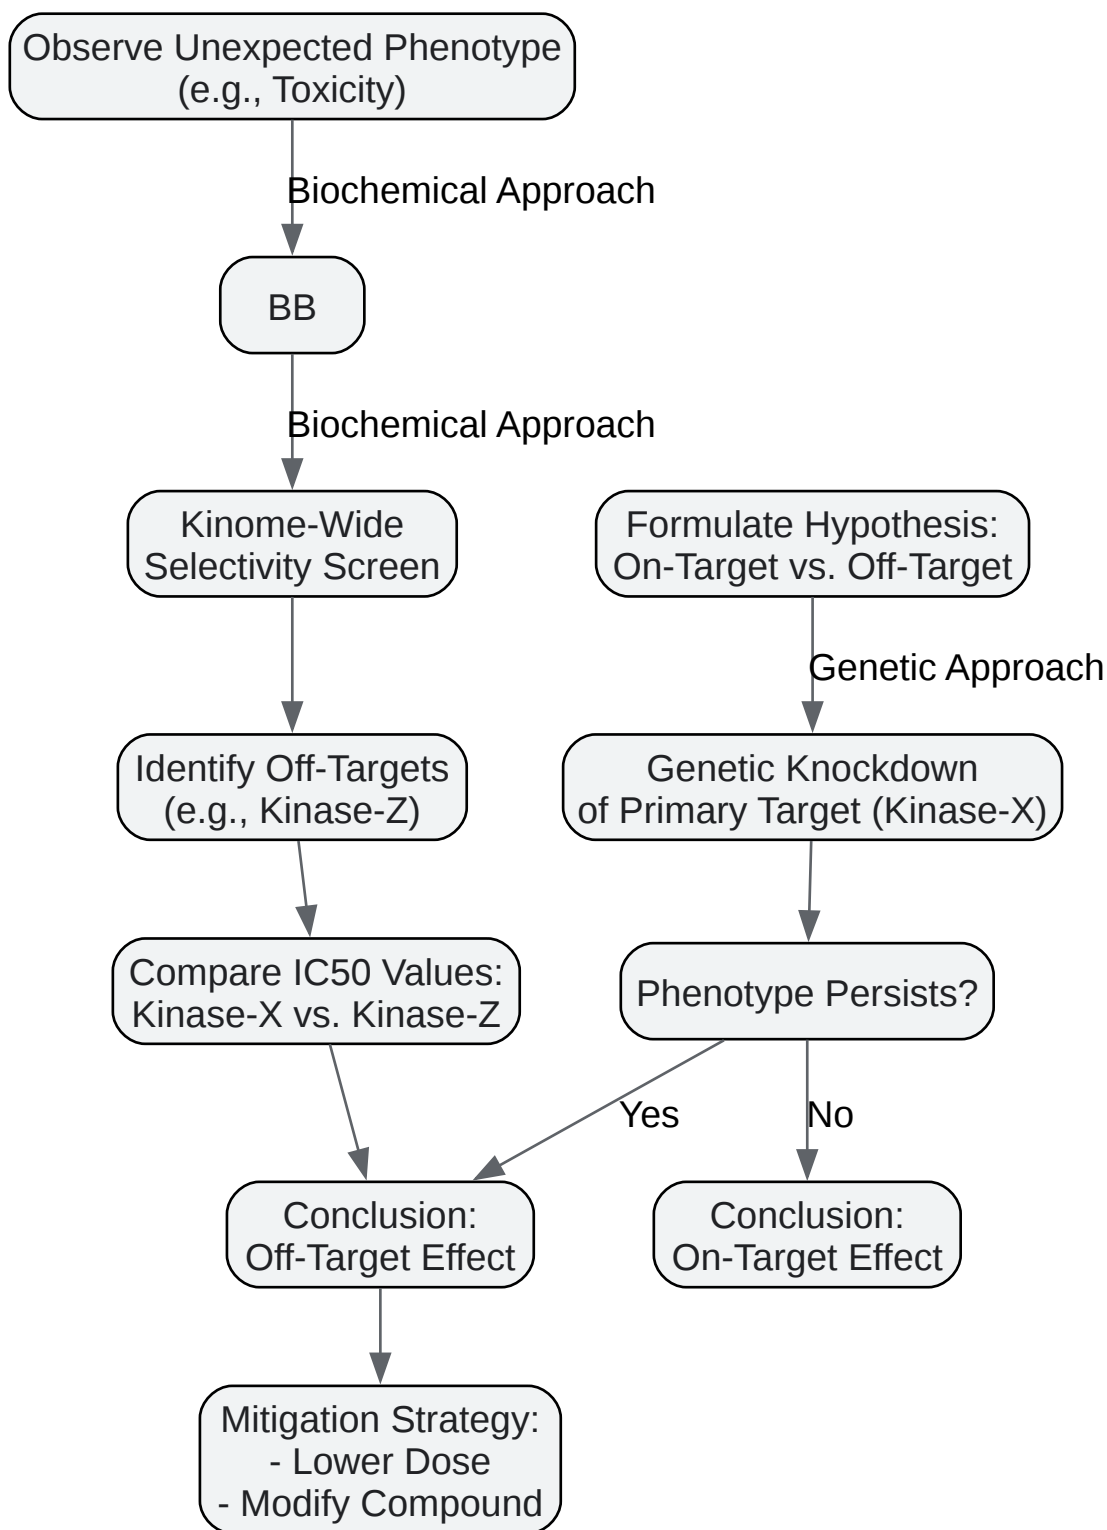 Observe Unexpected Phenotype
(e.g., Toxicity)
Biochemical Approach
BB
Biochemical Approach
Kinome-Wide
Selectivity Screen
Formulate Hypothesis:
On-Target vs. Off-Target
Genetic Approach
Identify Off-Targets
(e.g., Kinase-Z)
Genetic Knockdown
of Primary Target (Kinase-X)
Compare IC50 Values:
Kinase-X vs. Kinase-Z
Phenotype Persists?
Yes
No
Conclusion:
Off-Target Effect
Conclusion:
On-Target Effect
Mitigation Strategy:
- Lower Dose
- Modify Compound